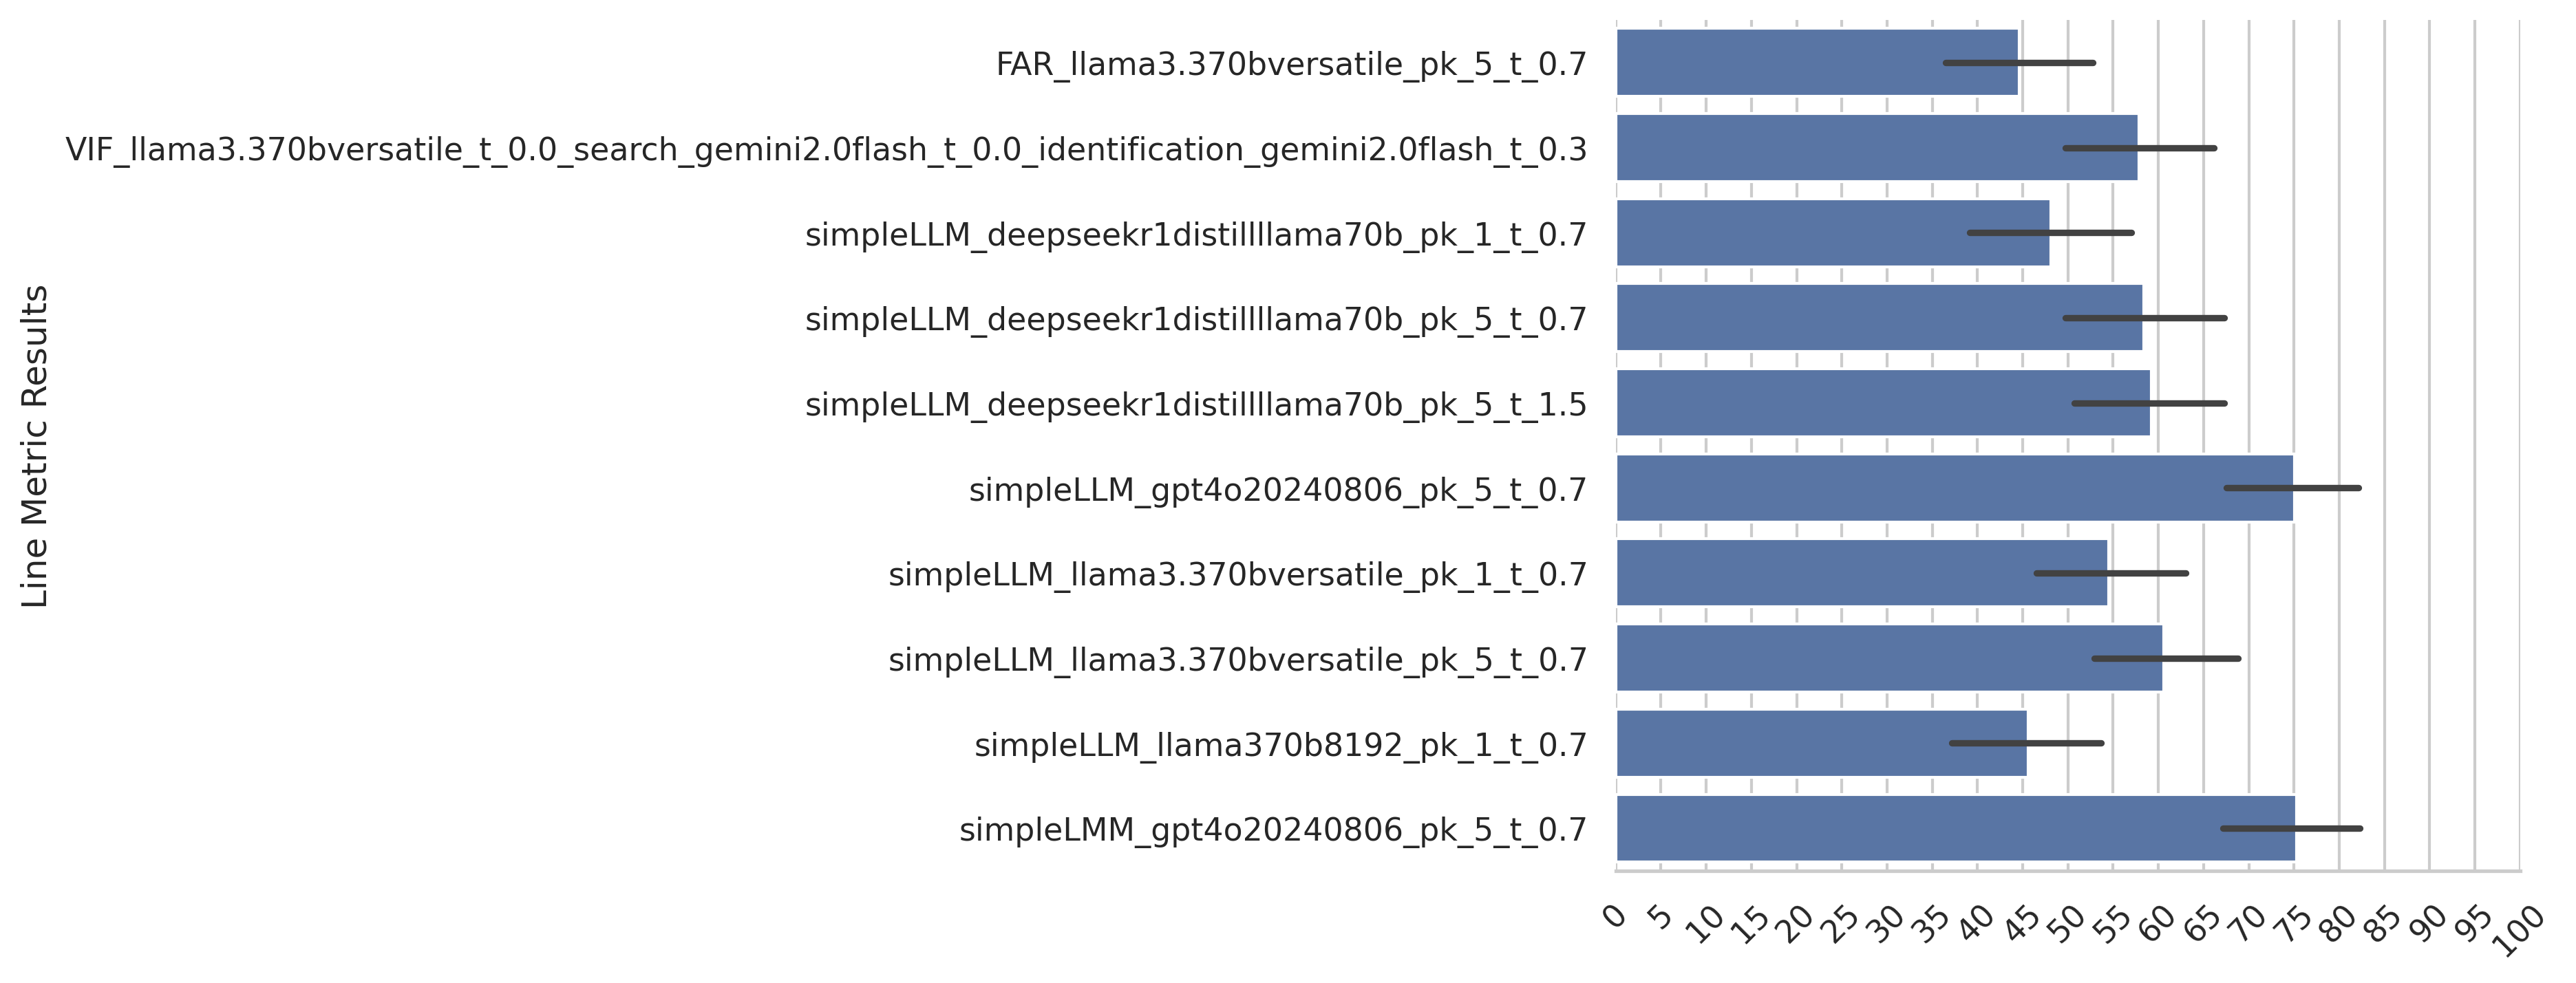 Line Metric Results
FAR_llama3.370bversatile_pk_5_t_0.7
VIF_llama3.370bversatile_t_0.0_search_gemini2.0flash_t_0.0_identification_gemini2.0flash_t_0.3
simpleLLM_deepseekr1distillllama70b_pk_1_t_0.7
simpleLLM_deepseekr1distillllama70b_pk_5_t_0.7
simpleLLM_deepseekr1distillllama70b_pk_5_t_1.5
simpleLLM_gpt4o20240806_pk_5_t_0.7
simpleLLM_llama3.370bversatile_pk_1_t_0.7
simpleLLM_llama3.370bversatile_pk_5_t_0.7
simpleLLM_llama370b8192_pk_1_t_0.7
simpleLMM_gpt4o20240806_pk_5_t_0.7
0 5 10 15 20 25 30 35 40 45 50 55 60 65 70 75 80 85 90 95 100